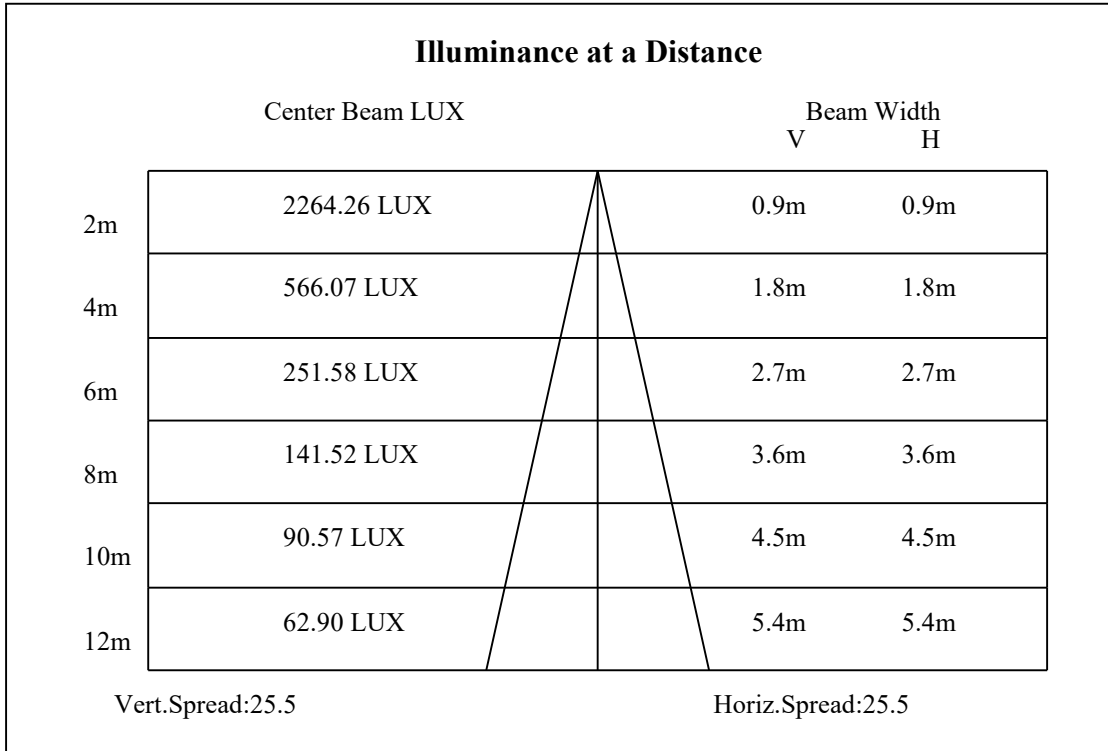 Illuminance at a Distance
Center Beam LUX Beam Width
V H
2m 2264.26 LUX 0.9m 0.9m
4m 566.07 LUX 1.8m 1.8m
6m 251.58 LUX 2.7m 2.7m
8m 141.52 LUX 3.6m 3.6m
10m 90.57 LUX 4.5m 4.5m
12m 62.90 LUX 5.4m 5.4m
Vert.Spread:25.5 Horiz.Spread:25.5